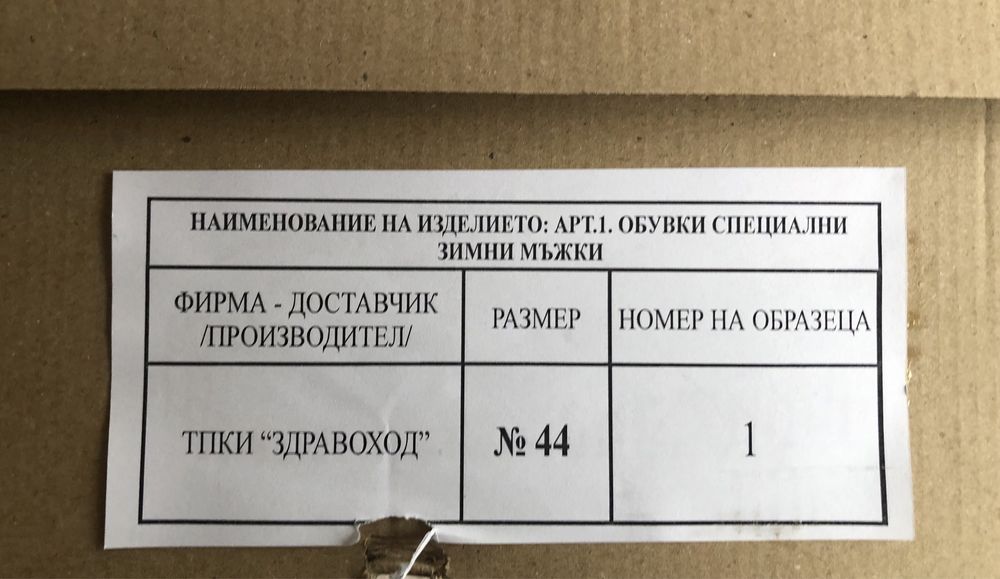 НАИМЕНОВАНИЕ НА ИЗДЕЛИЕТО: АРТ.1. ОБУВКИ СПЕЦИАЛНИ
ЗИМНИ МЪЖКИ
ФИРМА - ДОСТАВЧИК
/ПРОИЗВОДИТЕЛ/
РАЗМЕР
НОМЕР НА ОБРАЗЕЦА
ТПКИ “ЗДРАВОХОД”
№ 44
1